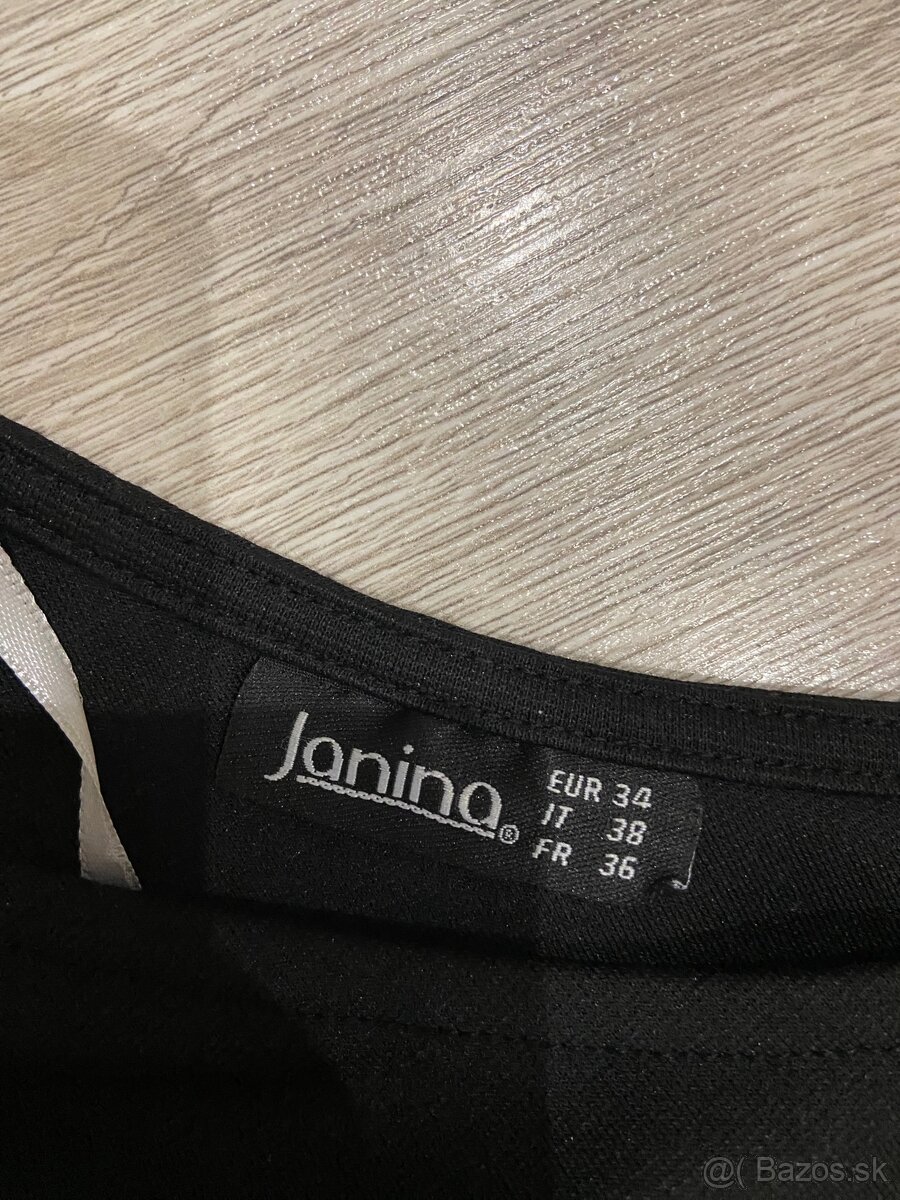 Janina®
EUR 34
IT 38
FR 36
@( Bazos.sk